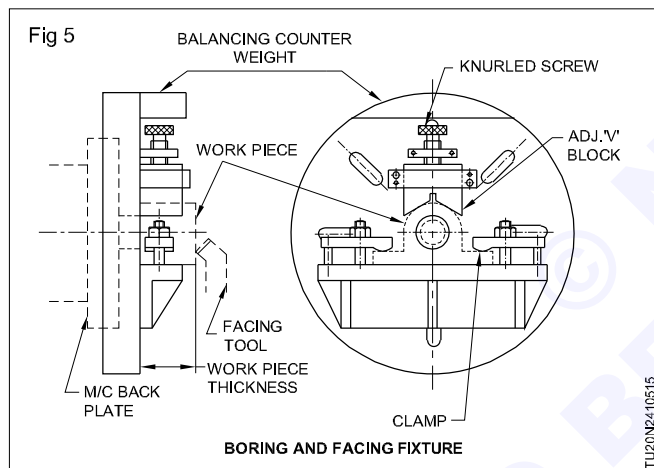 Fig 5
BALANCING COUNTER
WEIGHT
KNURLED SCREW
WORK PIECE
ADJ.'V'
BLOCK
FACING
TOOL
WORK PIECE
THICKNESS
M/C BACK
PLATE
CLAMP
BORING AND FACING FIXTURE
TU20N2410515